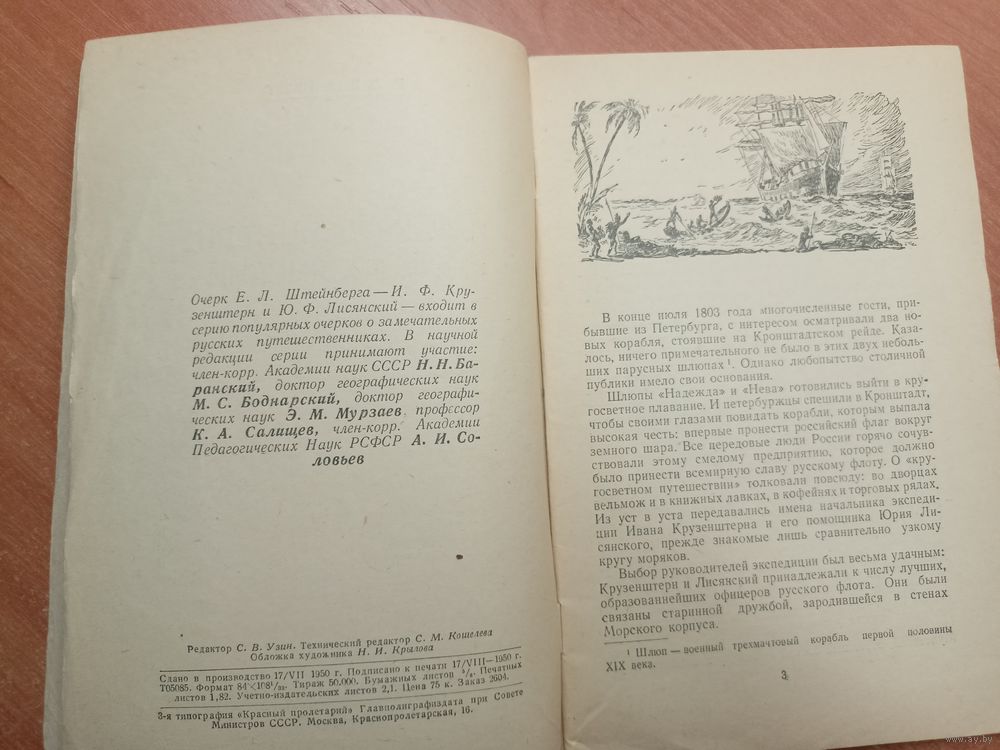 Очерк Е. Л. Штейнберга — И. Ф. Кру-
зенштерн и Ю. Ф. Лисянский — входит в
серию популярных очерков о замечательных
русских путешественниках. В научной
редакции серии принимают участие:
член-корр. Академии наук СССР Н. Н. Ба-
ранский, доктор географических наук
М. С. Боднарский, доктор географи-
ческих наук Э. М. Мурзаев, профсссор
К. А. Салищев, член-корр. Академии
Педагогических Наук РСФСР А. И. Со-
ловьев
Редактор С. В. Узин. Технический редактор С. М. Кошелева
Обложка художника Н. И. Крылова
Сдано в производство 17/VII 1950 г. Подписано к печати 17/VIII—1950 г.
Т05085. Формат 84×108¹/₃₂. Тираж 50.000. Бумажных листов Печатных
листов 1,82. Учетно-издательских листов 2,1. Цена 75 к. Заказ 2604.
3-я типография «Красный пролетарий» Главполиграфиздата при Совете
Министров СССР. Москва, Краснопролетарская, 16.
В конце июля 1803 года многочисленные гости, при-
бывшие из Петербурга, с интересом осматривали два но-
вых корабля, стоявшие на Кронштадтском рейде. Каза-
лось, ничего примечательного не было в этих двух неболь-
ших парусных шлюпах ¹. Однако любопытство столичной
публики имело свои основания.
Шлюпы «Надежда» и «Нева» готовились выйти в кру-
госветное плавание. И петербуржцы спешили в Кронштадт,
чтобы своими глазами повидать корабли, которым выпала
высокая честь: впервые пронести российский флаг вокруг
земного шара. Все передовые люди России горячо сочув-
ствовали этому смелому предприятию, которое должно
было принести всемирную славу русскому флоту. О «кру-
госветном путешествии» толковали повсюду: во дворцах
вельмож и в книжных лавках, в кофейнях и торговых рядах.
Из уст в уста передавались имена начальника экспеди-
ции Ивана Крузенштерна и его помощника Юрия Ли-
сянского, прежде знакомые лишь сравнительно узкому
кругу моряков.
Выбор руководителей экспедиции был весьма удачным:
Крузенштерн и Лисянский принадлежали к числу лучших,
образованнейших офицеров русского флота. Они были
связаны старинной дружбой, зародившейся в стенах
Морского корпуса.
¹ Шлюп — военный трехмачтовый корабль первой половины
XIX века.
3
www.ay.by